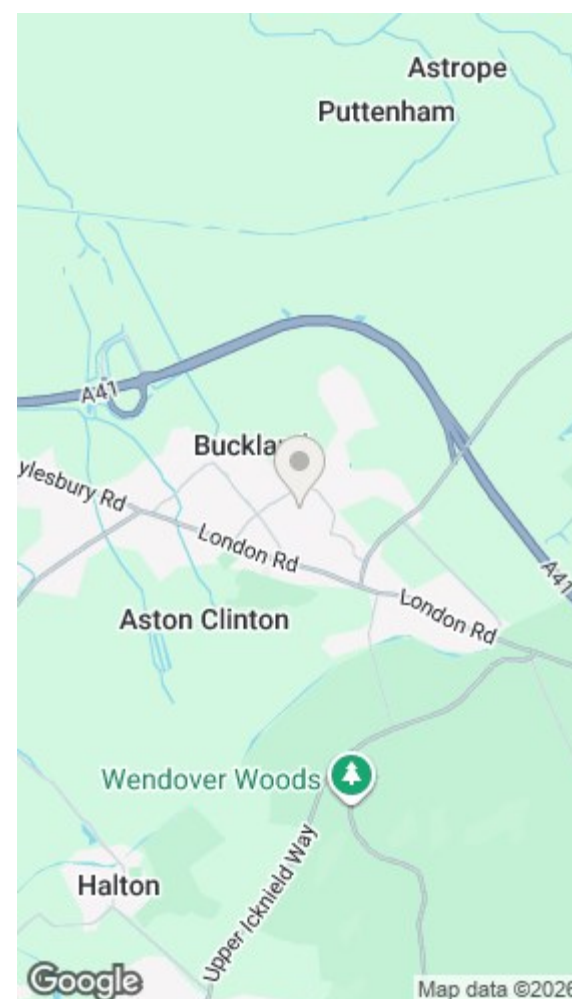 Astrope
Puttenham
A41
Buckla
ylesbury Rd
London Rd
A41
London Rd
Aston Clinton
Wendover Woods
Halton
Upper Icknield Way
Google
Map data ©2026